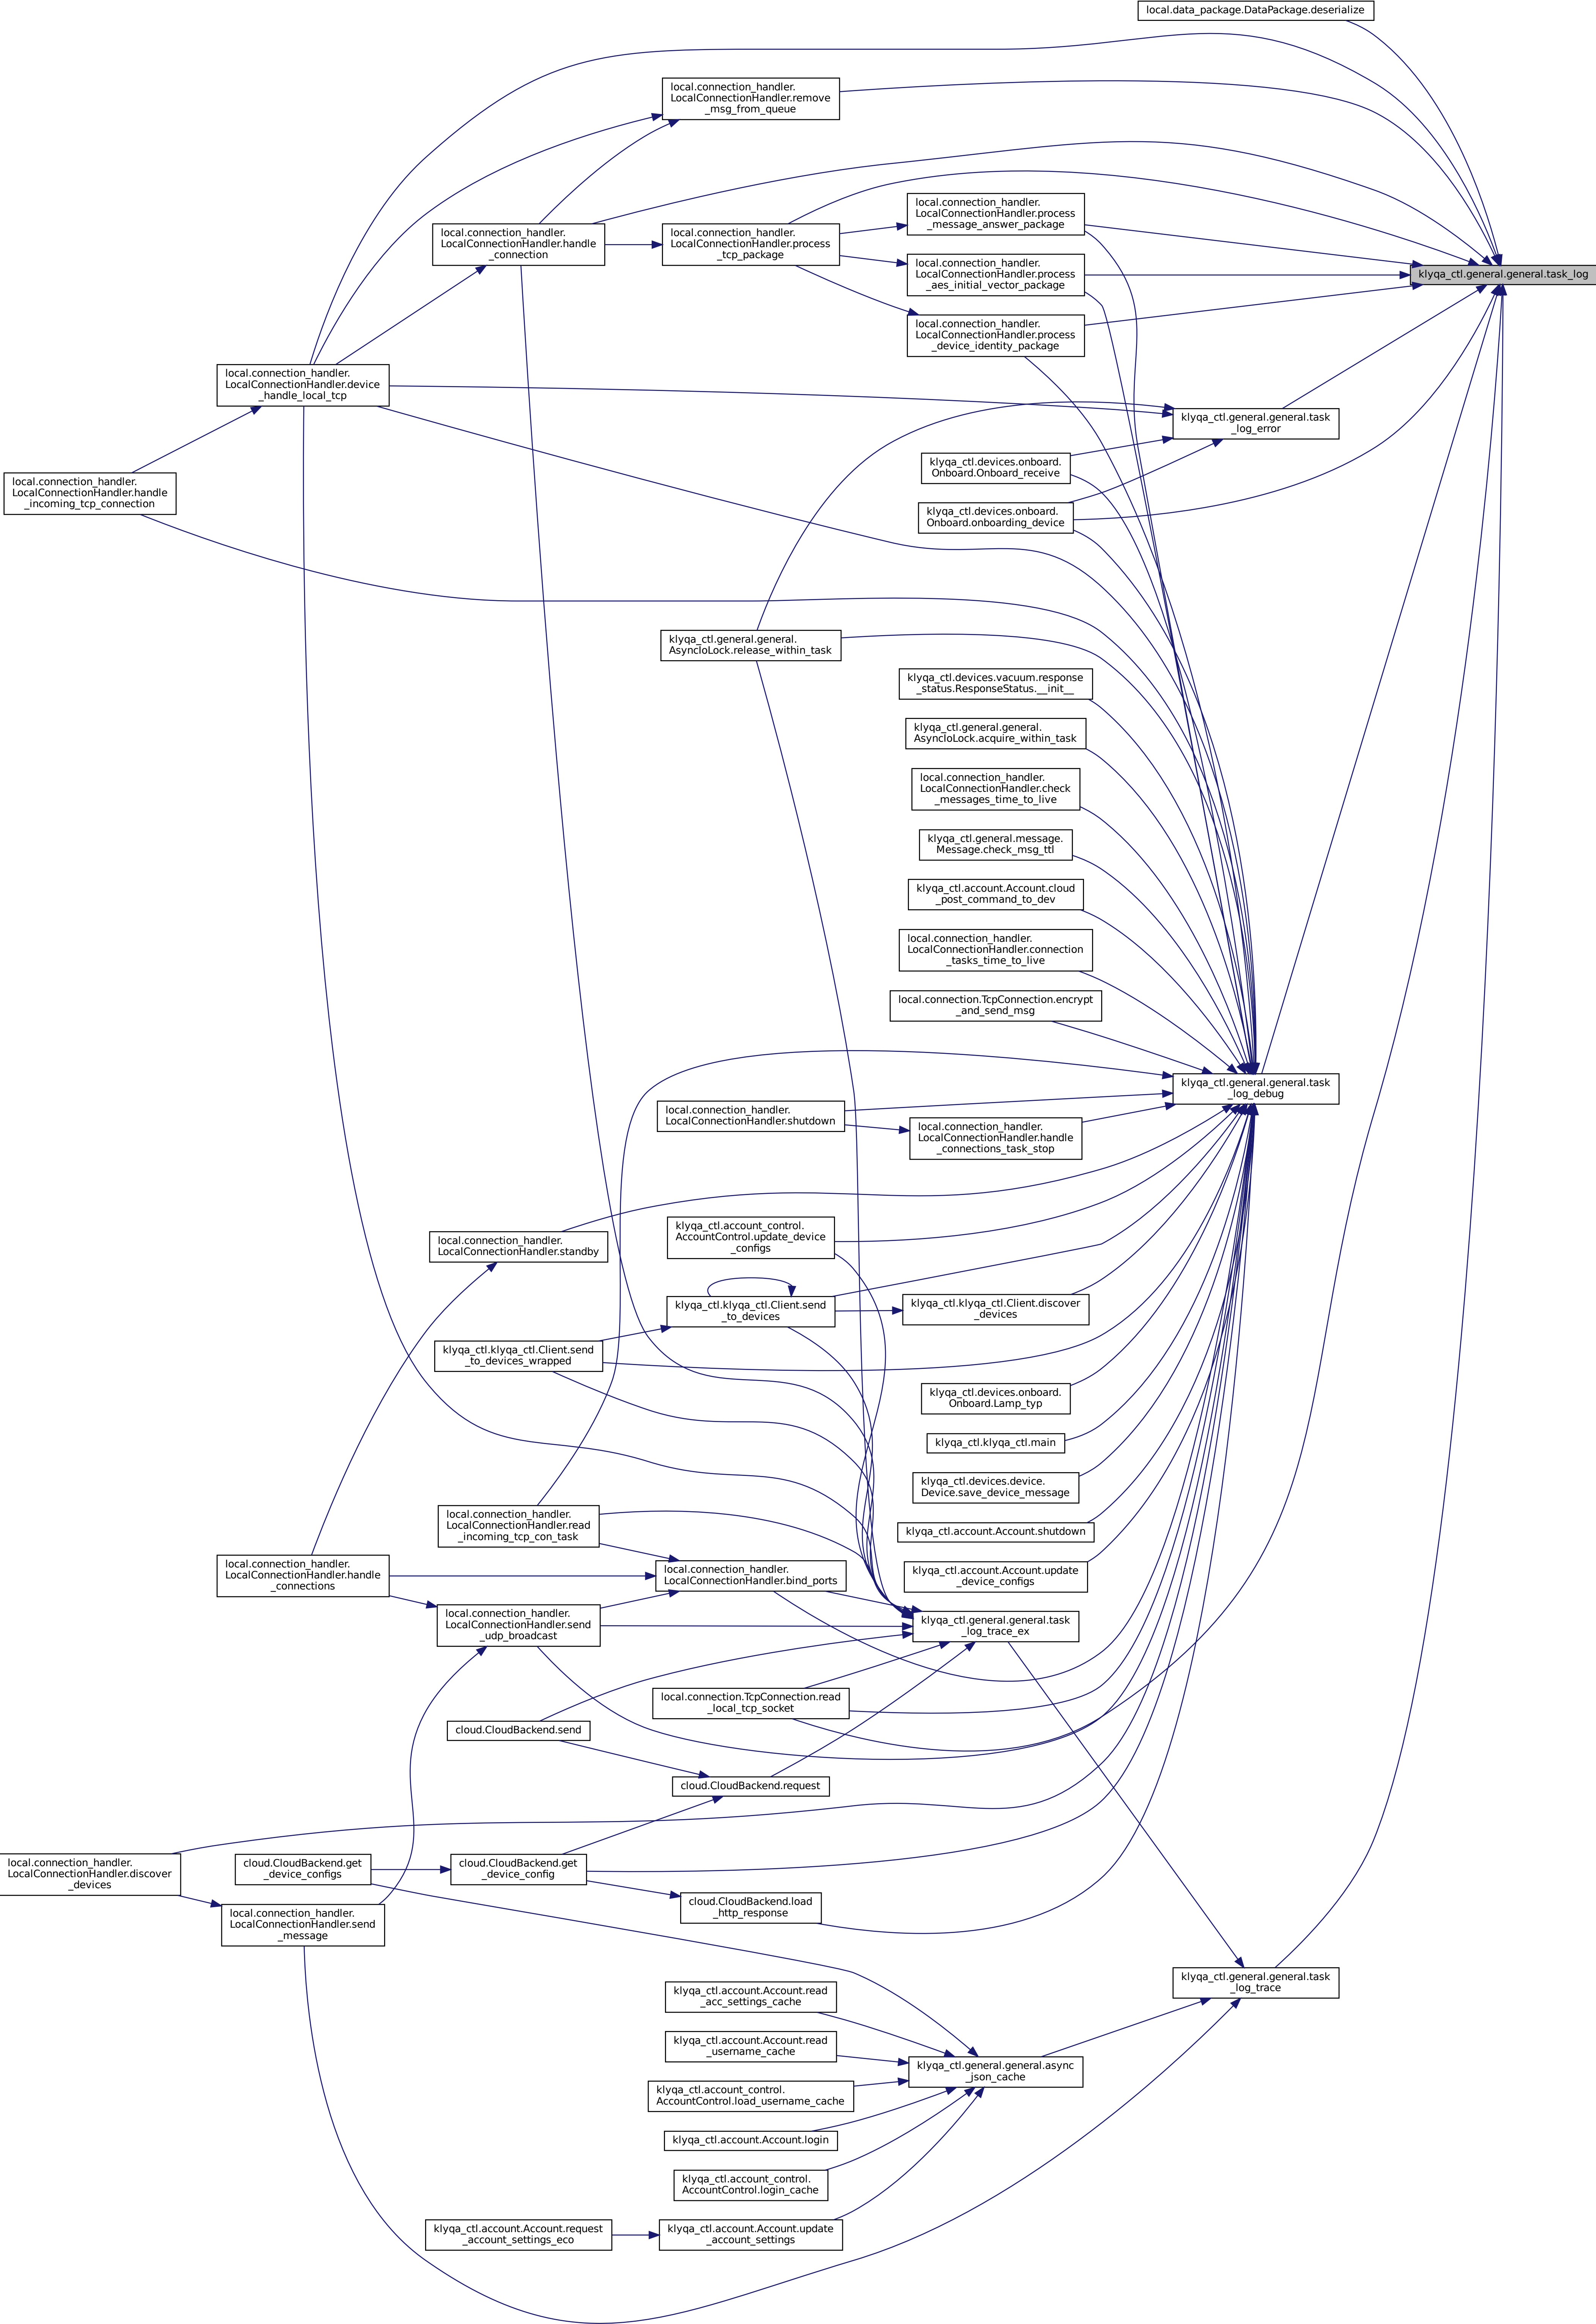 local.data_package.DataPackage.deserialize
local.connection_handler.
LocalConnectionHandler.remove
_msg_from_queue
local.connection_handler.
LocalConnectionHandler.process
_message_answer_package
local.connection_handler.
LocalConnectionHandler.handle
_connection
local.connection_handler.
LocalConnectionHandler.process
_tcp_package
local.connection_handler.
LocalConnectionHandler.process
_aes_initial_vector_package
klyqa_ctl.general.general.task_log
local.connection_handler.
LocalConnectionHandler.process
_device_identity_package
local.connection_handler.
LocalConnectionHandler.device
_handle_local_tcp
klyqa_ctl.general.general.task
_log_error
klyqa_ctl.devices.onboard.
Onboard.Onboard_receive
local.connection_handler.
LocalConnectionHandler.handle
_incoming_tcp_connection
klyqa_ctl.devices.onboard.
Onboard.onboarding_device
klyqa_ctl.general.general.
AsyncIoLock.release_within_task
klyqa_ctl.devices.vacuum.response
_status.ResponseStatus.__init__
klyqa_ctl.general.general.
AsyncIoLock.acquire_within_task
local.connection_handler.
LocalConnectionHandler.check
_messages_time_to_live
klyqa_ctl.general.message.
Message.check_msg_ttl
klyqa_ctl.account.Account.cloud
_post_command_to_dev
local.connection_handler.
LocalConnectionHandler.connection
_tasks_time_to_live
local.connection.TcpConnection.encrypt
_and_send_msg
klyqa_ctl.general.general.task
_log_debug
local.connection_handler.
LocalConnectionHandler.shutdown
local.connection_handler.
LocalConnectionHandler.handle
_connections_task_stop
local.connection_handler.
LocalConnectionHandler.standby
klyqa_ctl.account_control.
AccountControl.update_device
_configs
klyqa_ctl.klyqa_ctl.Client.send
_to_devices
klyqa_ctl.klyqa_ctl.Client.discover
_devices
klyqa_ctl.klyqa_ctl.Client.send
_to_devices_wrapped
klyqa_ctl.devices.onboard.
Onboard.Lamp_typ
klyqa_ctl.klyqa_ctl.main
klyqa_ctl.devices.device.
Device.save_device_message
local.connection_handler.
LocalConnectionHandler.read
_incoming_tcp_con_task
klyqa_ctl.account.Account.shutdown
local.connection_handler.
LocalConnectionHandler.handle
_connections
local.connection_handler.
LocalConnectionHandler.bind_ports
klyqa_ctl.account.Account.update
_device_configs
local.connection_handler.
LocalConnectionHandler.send
_udp_broadcast
klyqa_ctl.general.general.task
_log_trace_ex
local.connection.TcpConnection.read
_local_tcp_socket
cloud.CloudBackend.send
cloud.CloudBackend.request
local.connection_handler.
LocalConnectionHandler.discover
_devices
cloud.CloudBackend.get
_device_configs
cloud.CloudBackend.get
_device_config
cloud.CloudBackend.load
_http_response
local.connection_handler.
LocalConnectionHandler.send
_message
klyqa_ctl.general.general.task
_log_trace
klyqa_ctl.account.Account.read
_acc_settings_cache
klyqa_ctl.account.Account.read
_username_cache
klyqa_ctl.general.general.async
_json_cache
klyqa_ctl.account_control.
AccountControl.load_username_cache
klyqa_ctl.account.Account.login
klyqa_ctl.account_control.
AccountControl.login_cache
klyqa_ctl.account.Account.request
_account_settings_eco
klyqa_ctl.account.Account.update
_account_settings